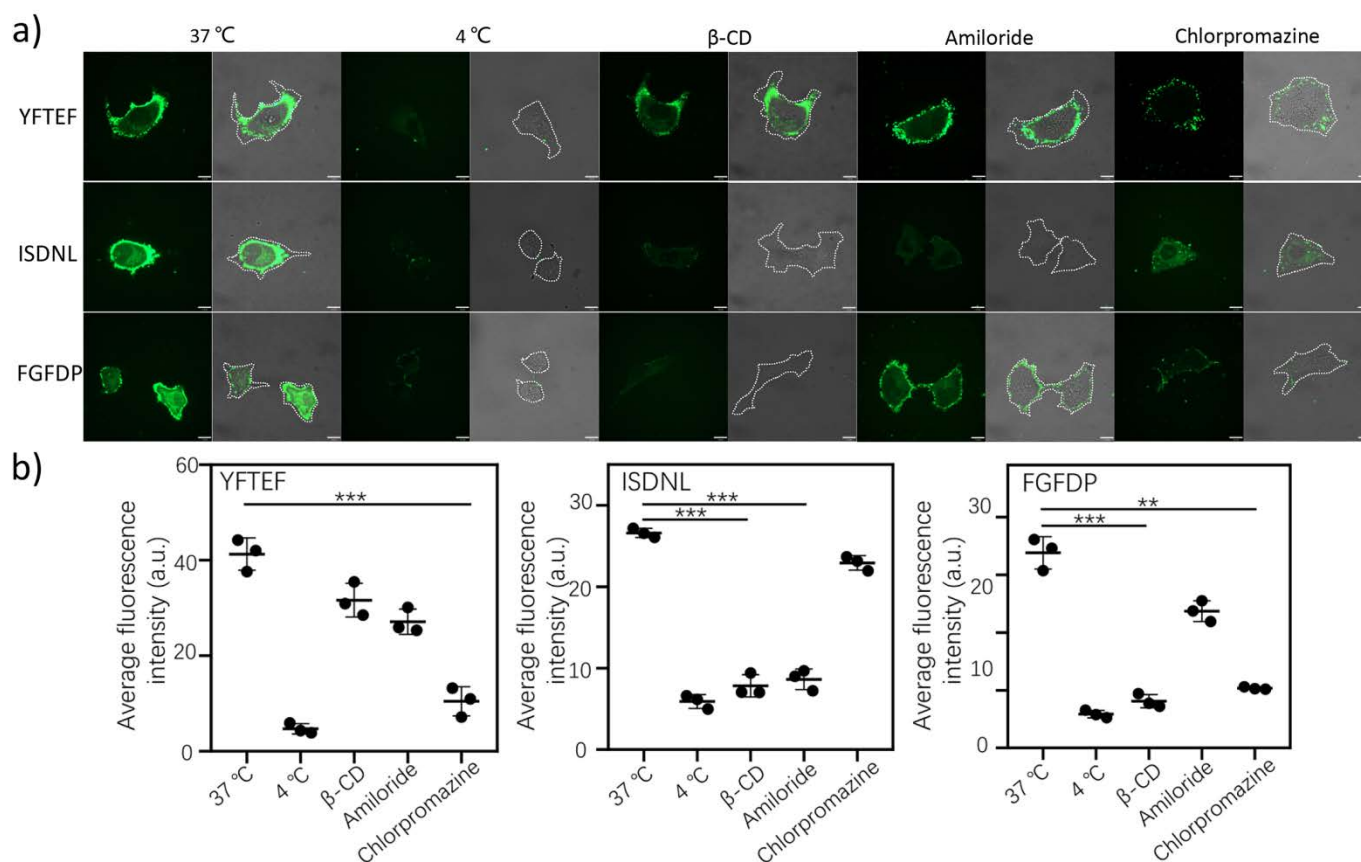 a)
37 ℃ 4 ℃ β-CD Amiloride Chlorpromazine
YFTEF
ISDNL
FGFDP
b)
YFTEF
***
Average fluorescence
intensity (a.u.)
60
40
20
0
37 ℃
4 ℃
β-CD
Amiloride
Chlorpromazine
ISDNL
***
***
Average fluorescence
intensity (a.u.)
30
20
10
0
37 ℃
4 ℃
β-CD
Amiloride
Chlorpromazine
FGFDP
**
***
Average fluorescence
intensity (a.u.)
30
20
10
0
37 ℃
4 ℃
β-CD
Amiloride
Chlorpromazine